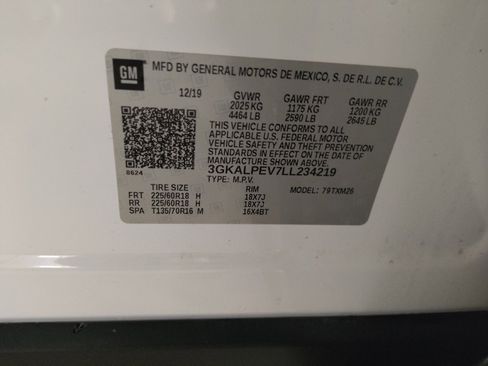 GM MFD BY GENERAL MOTORS DE MEXICO, S. DE R.L. DE C.V.
12/19 GVWR GAWR FRT GAWR RR
2025 KG 1175 KG 1200 KG
4464 LB 2590 LB 2645 LB
THIS VEHICLE CONFORMS TO ALL
APPLICABLE U.S. FEDERAL MOTOR
VEHICLE SAFETY AND THEFT PREVENTION
STANDARDS IN EFFECT ON THE DATE OF
MANUFACTURE SHOWN ABOVE.
8624 3GKALPEV7LL234219
TYPE: M.P.V.
TIRE SIZE RIM MODEL: 79TXM26
FRT 225/60R18 H 18X7J
RR 225/60R18 H 18X7J
SPA T135/70R16 M 16X4BT